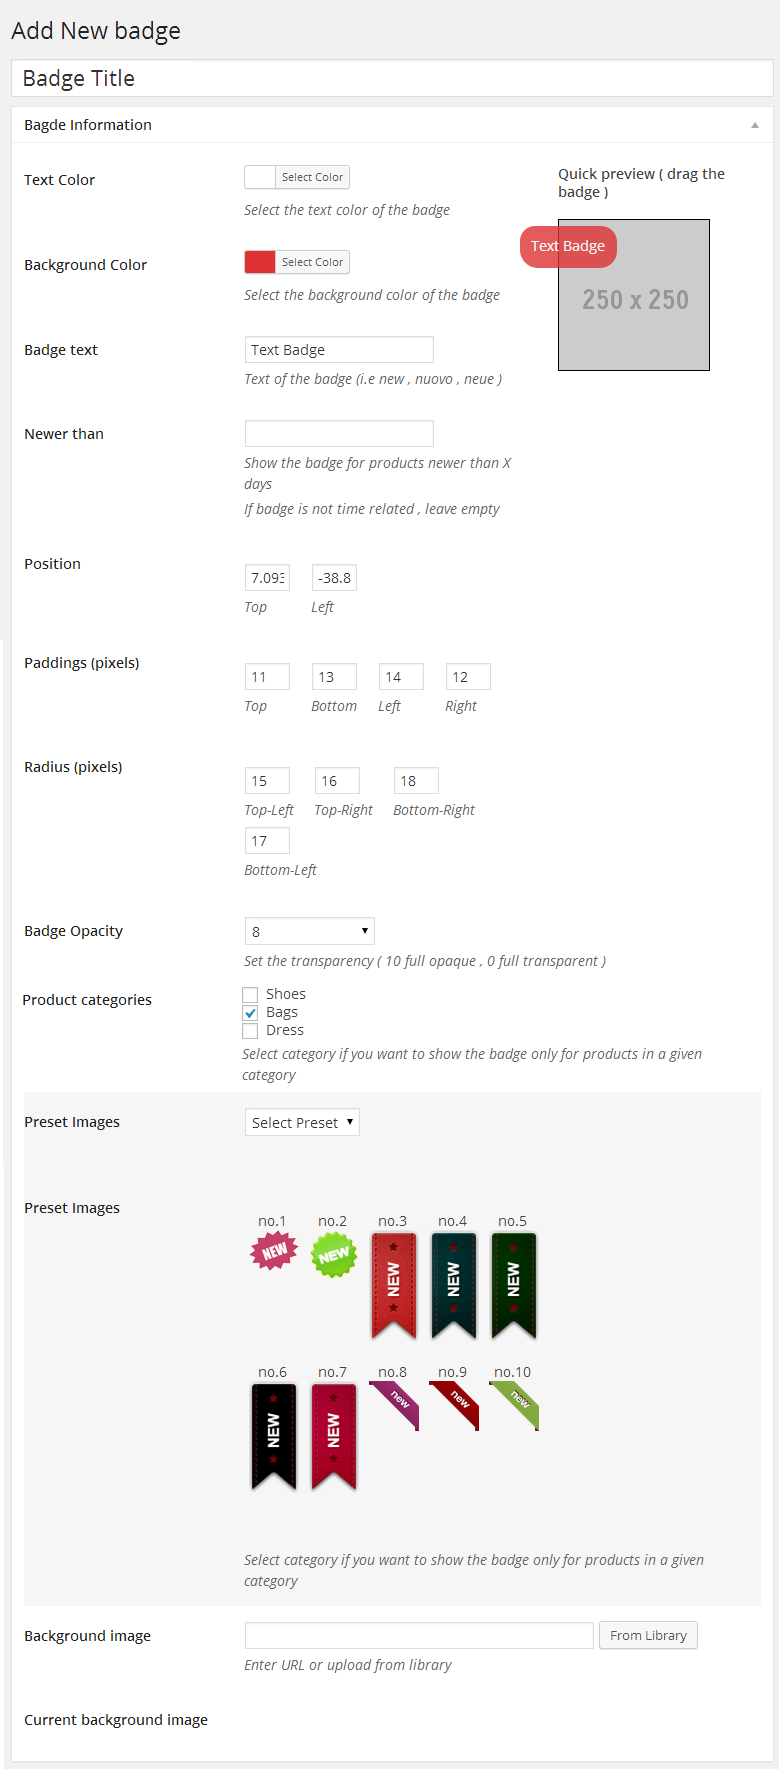 Add New badge
Badge Title
Bagde Information
Text Color
Select Color
Select the text color of the badge
Quick preview ( drag the
badge )
Text Badge
250 x 250
Background Color
Select Color
Select the background color of the badge
Badge text
Text Badge
Text of the badge (i.e new , nuovo , neue )
Newer than
Show the badge for products newer than X
days
If badge is not time related , leave empty
Position
7.093 -38.8
Top Left
Paddings (pixels)
11 13 14 12
Top Bottom Left Right
Radius (pixels)
15 16 18
Top-Left Top-Right Bottom-Right
17
Bottom-Left
Badge Opacity
8
Set the transparency ( 10 full opaque , 0 full transparent )
Product categories
Shoes
Bags
Dress
Select category if you want to show the badge only for products in a given
category
Preset Images
Select Preset
Preset Images
no.1 no.2 no.3 no.4 no.5
NEW NEW NEW NEW NEW
no.6 no.7 no.8 no.9 no.10
NEW NEW new new new
Select category if you want to show the badge only for products in a given
category
Background image
From Library
Enter URL or upload from library
Current background image